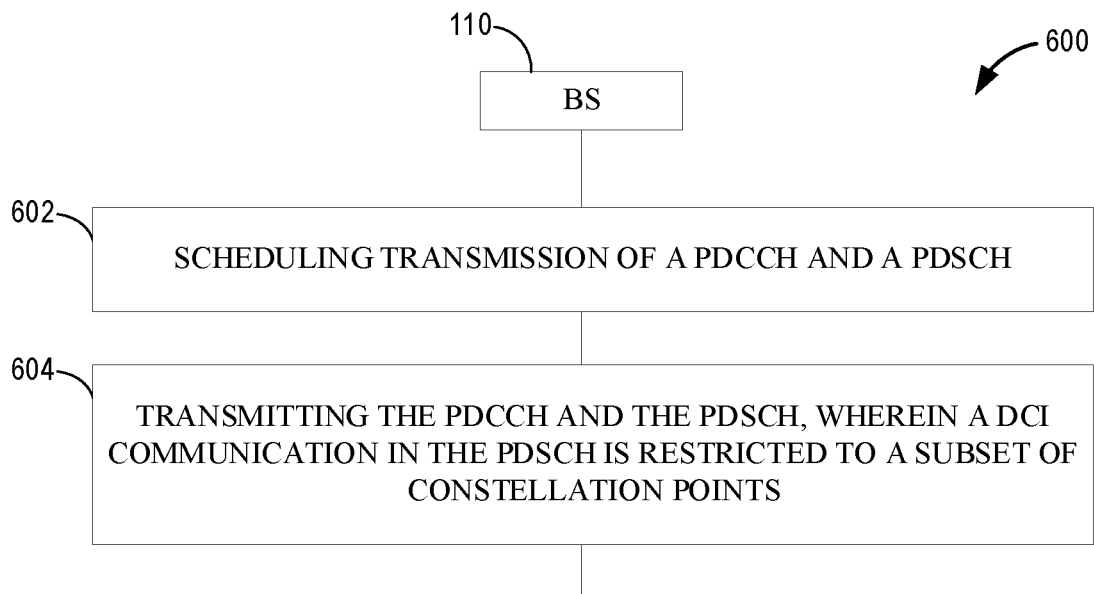 110
600
BS
602
SCHEDULING TRANSMISSION OF A PDCCH AND A PDSCH
604
TRANSMITTING THE PDCCH AND THE PDSCH, WHEREIN A DCI
COMMUNICATION IN THE PDSCH IS RESTRICTED TO A SUBSET OF
CONSTELLATION POINTS